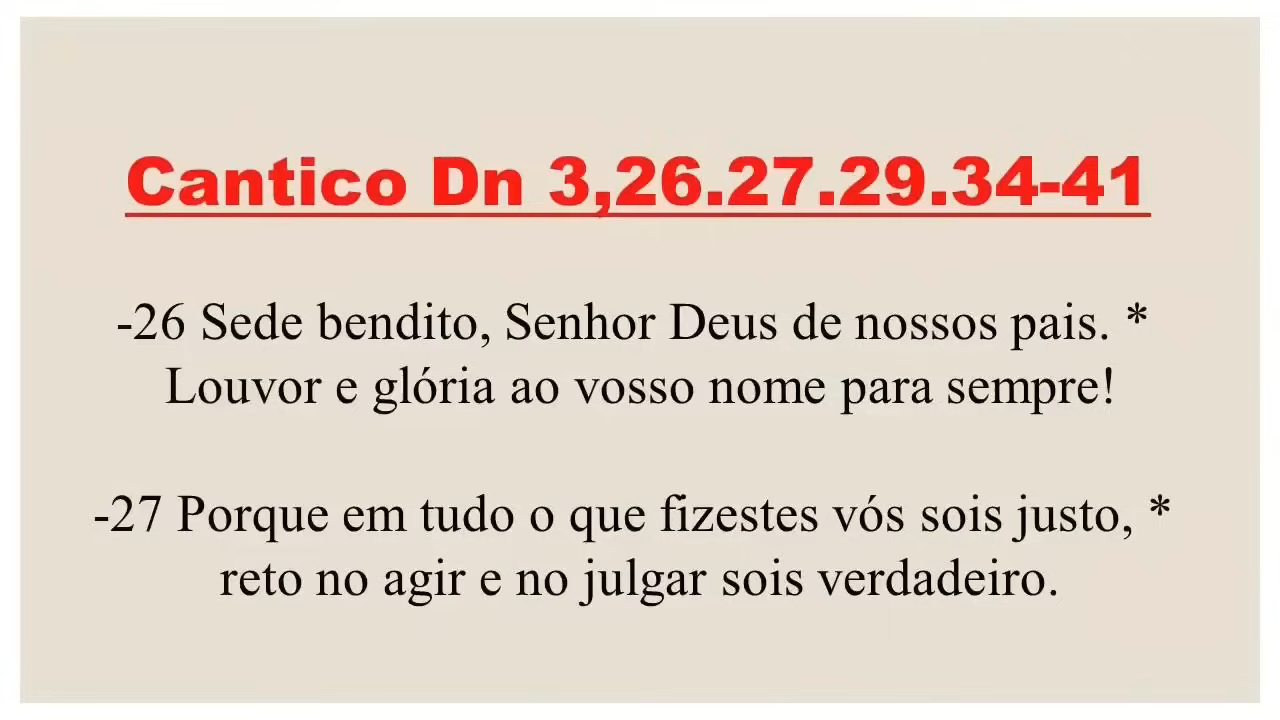 Cantico Dn 3,26.27.29.34-41
-26 Sede bendito, Senhor Deus de nossos pais. *
Louvor e glória ao vosso nome para sempre!
-27 Porque em tudo o que fizestes vós sois justo, *
reto no agir e no julgar sois verdadeiro.